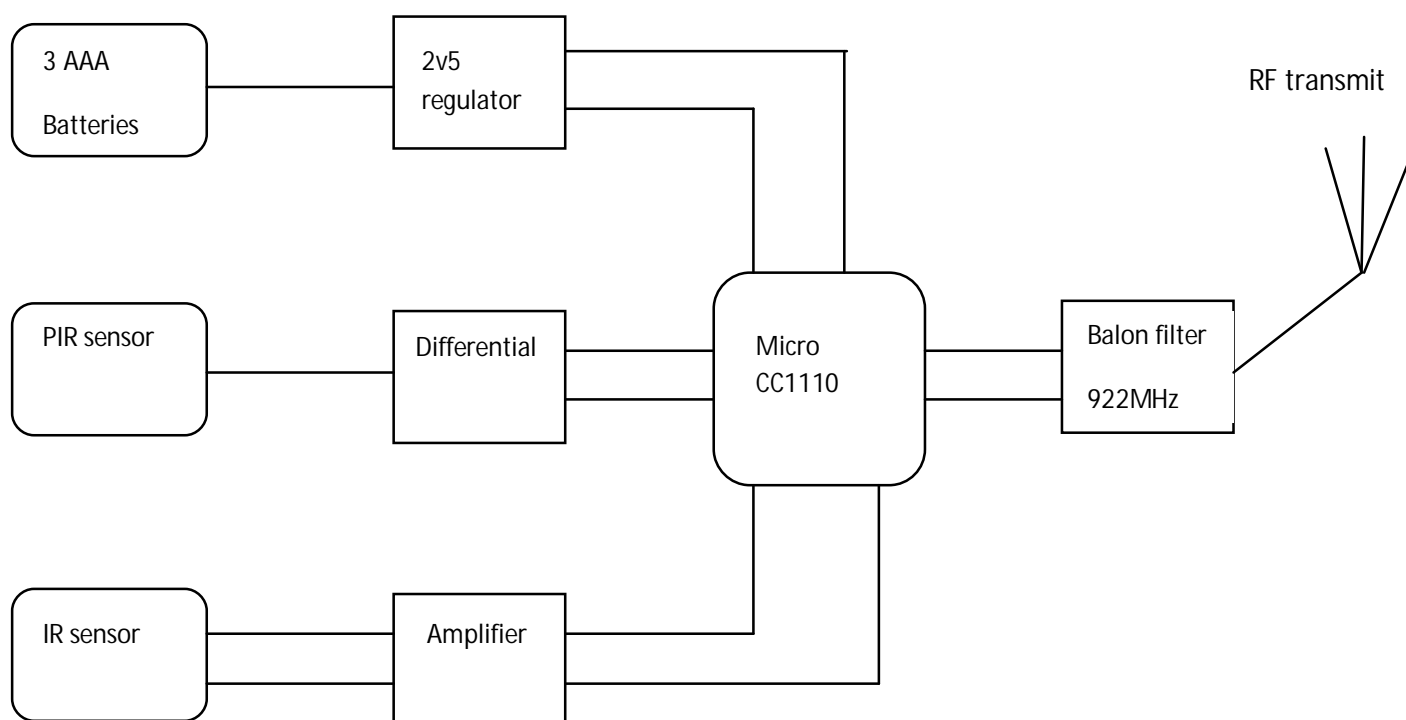 3 AAA
Batteries
2v5
regulator
RF transmit
PIR sensor
Differential
Micro
CC1110
Balon filter
922MHz
IR sensor
Amplifier